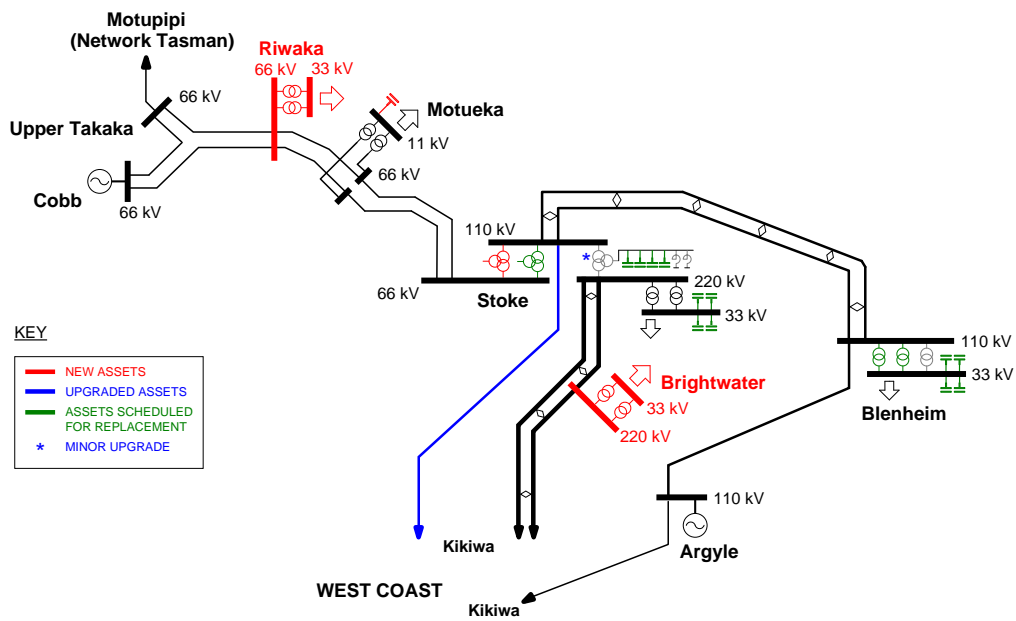 Motupipi
(Network Tasman)
Riwaka
66 kV
33 kV
66 kV
Motueka
Upper Takaka
11 kV
66 kV
Cobb
66 kV
110 kV
*
220 kV
66 kV
Stoke
33 kV
KEY
NEW ASSETS
UPGRADED ASSETS
ASSETS SCHEDULED
FOR REPLACEMENT
* MINOR UPGRADE
Brightwater
33 kV
220 kV
110 kV
33 kV
Blenheim
110 kV
Argyle
Kikiwa
WEST COAST
Kikiwa